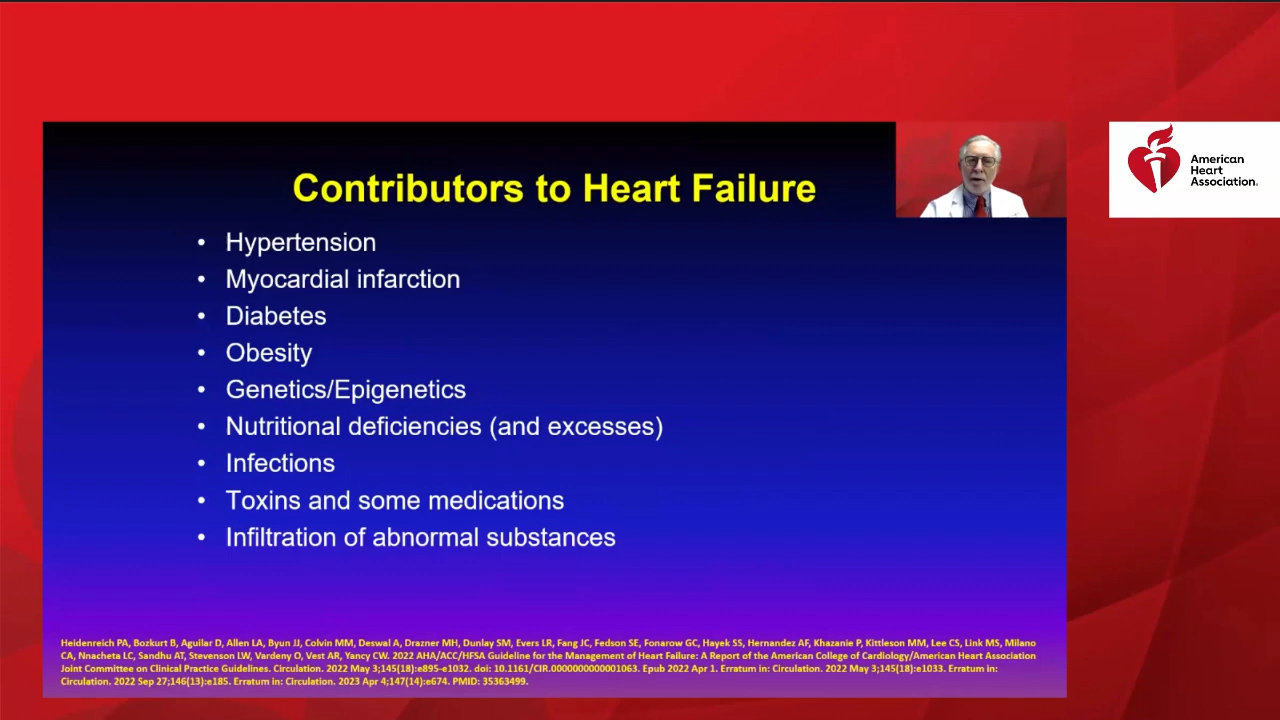 Contributors to Heart Failure
• Hypertension
• Myocardial infarction
• Diabetes
• Obesity
• Genetics/Epigenetics
• Nutritional deficiencies (and excesses)
• Infections
• Toxins and some medications
• Infiltration of abnormal substances
Heidenreich PA, Bozkurt B, Aguilar D, Allen LA, Byun JJ, Colvin MM, Deswal A, Drazner MH, Dunlay SM, Evers LR, Fang JC, Fedson SE, Fonarow GC, Hayek SS, Hernandez AF, Khazanie P, Kittleson MM, Lee CS, Link MS, Milano
CA, Nnacheta LC, Sandhu AT, Stevenson LW, Vardeny O, Vest AR, Yancy CW. 2022 AHA/ACC/HFSA Guideline for the Management of Heart Failure: A Report of the American College of Cardiology/American Heart Association
Joint Committee on Clinical Practice Guidelines. Circulation. 2022 May 3;145(18):e895-e1032. doi: 10.1161/CIR.0000000000001063. Epub 2022 Apr 1. Erratum in: Circulation. 2022 May 3;145(18):e1033. Erratum in:
Circulation. 2022 Sep 27;146(13):e185. Erratum in: Circulation. 2023 Apr 4;147(14):e674. PMID: 35363499.
American
Heart
Association.